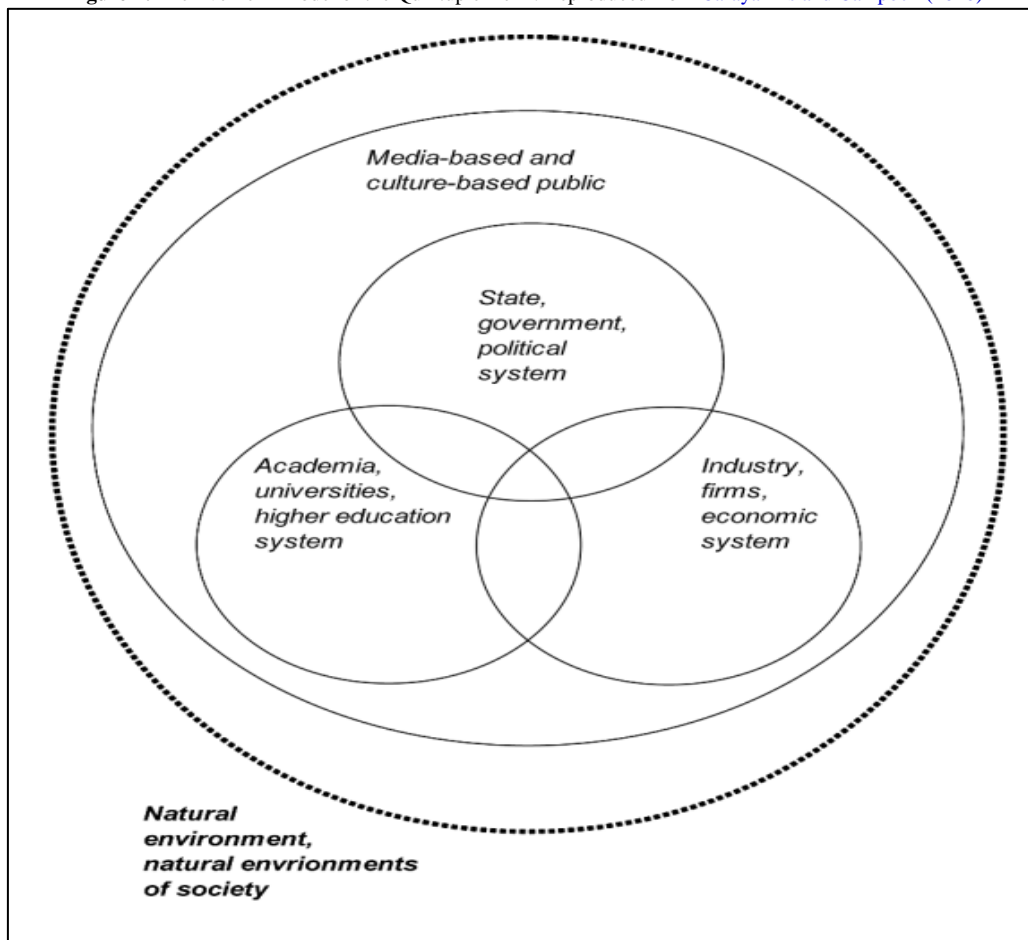 Media-based and
culture-based public
State,
government,
political
system
Academia,
universities,
higher education
system
Industry,
firms,
economic
system
Natural
environment,
natural envrionments
of society